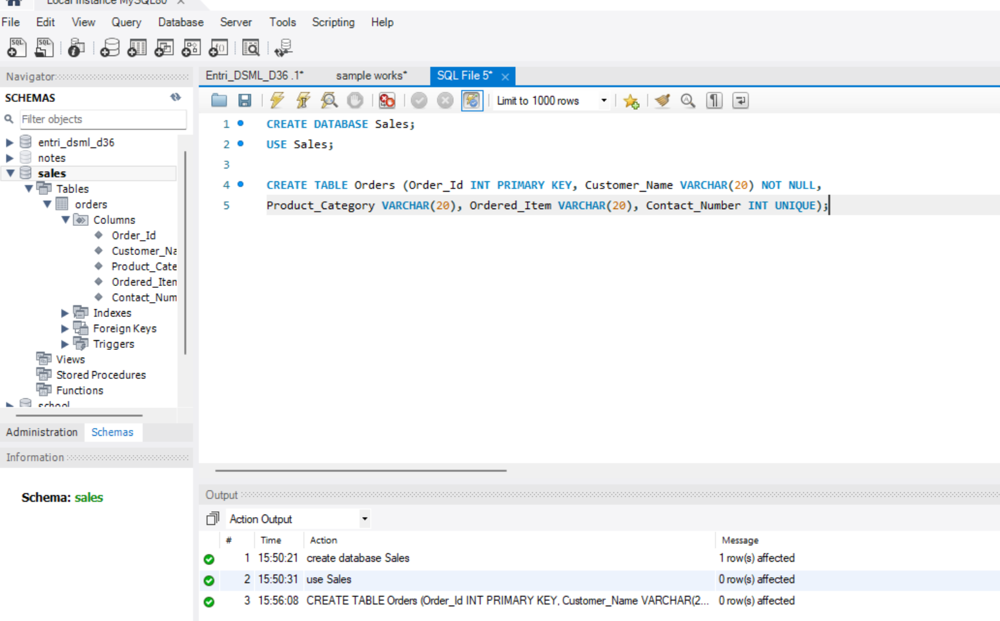 Local instance MySQL80 ×
File Edit View Query Database Server Tools Scripting Help
Navigator
SCHEMAS
Filter objects
entri_dsml_d36
notes
sales
Tables
orders
Columns
Order_Id
Customer_Na
Product_Cate
Ordered_Iten
Contact_Num
Indexes
Foreign Keys
Triggers
Views
Stored Procedures
Functions
school
Administration Schemas
Information
Schema: sales
Entri_DSML_D36 .1* sample works* SQL File 5* ×
Limit to 1000 rows
1 CREATE DATABASE Sales;
2 USE Sales;
3
4 CREATE TABLE Orders (Order_Id INT PRIMARY KEY, Customer_Name VARCHAR(20) NOT NULL,
5 Product_Category VARCHAR(20), Ordered_Item VARCHAR(20), Contact_Number INT UNIQUE);
Output
Action Output
# Time Action Message
1 15:50:21 create database Sales 1 row(s) affected
2 15:50:31 use Sales 0 row(s) affected
3 15:56:08 CREATE TABLE Orders (Order_Id INT PRIMARY KEY, Customer_Name VARCHAR(2... 0 row(s) affected